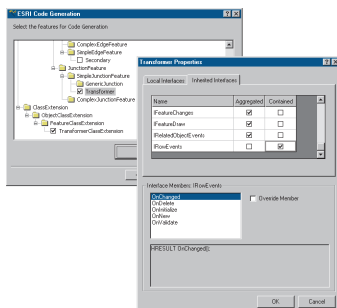 ESRI Code Generation
Select the features for Code Generation
ComplexEdgeFeature
SimpleEdgeFeature
Secondary
JunctionFeature
SimpleJunctionFeature
GenericJunction
Transformer
ComplexJunctionFeature
ClassExtension
ObjectClassExtension
FeatureClassExtension
TransformerClassExtension
Transformer Properties
Local Interfaces
Inherited Interfaces
Name Aggregated Contained
IFeatureChanges
IFeatureDraw
IRelatedObjectEvents
IRowEvents
Interface Members: IRowEvents
OnChanged
OnDelete
OnInitialize
OnNew
OnValidate
Override Member
HRESULT OnChanged();
OK Cancel